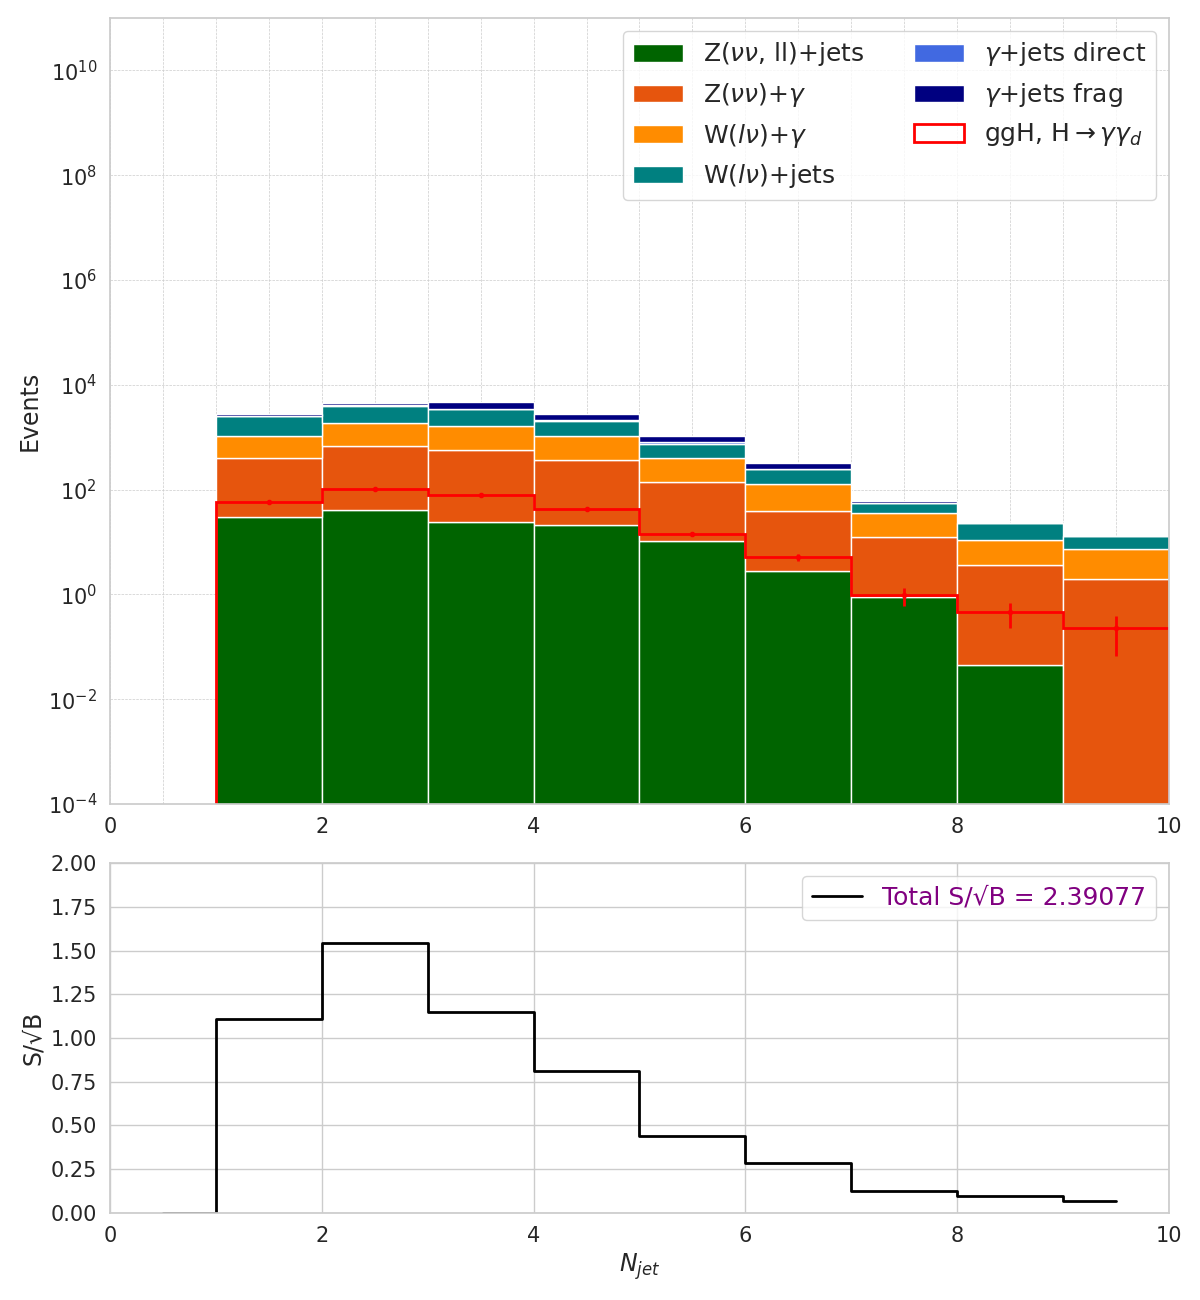 Z(νν, ll)+jets
Z(νν)+γ
W(lν)+γ
W(lν)+jets
γ+jets direct
γ+jets frag
ggH, H→γγ_d
Events
10^10
10^8
10^6
10^4
10^2
10^0
10^−2
10^−4
0 2 4 6 8 10
Total S/√B = 2.39077
S/√B
2.00
1.75
1.50
1.25
1.00
0.75
0.50
0.25
0.00
0 2 4 6 8 10
N_jet